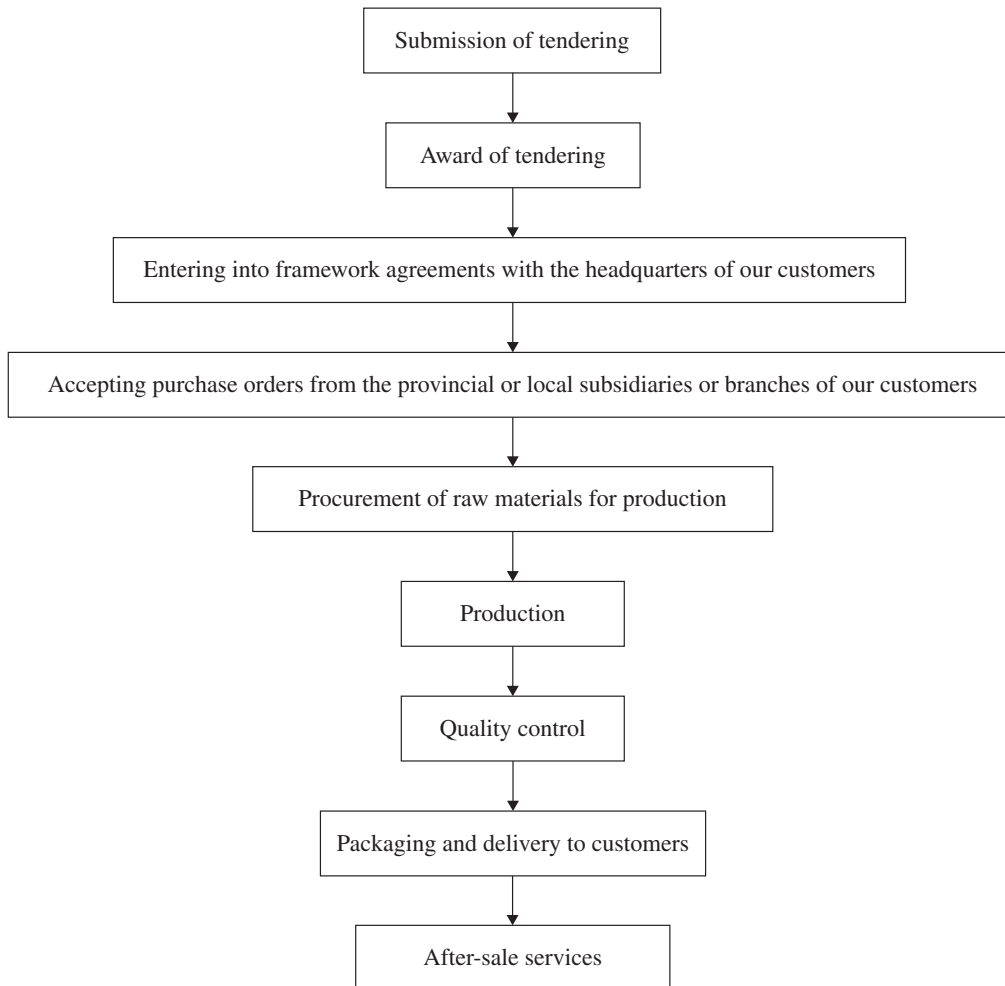 Submission of tendering
Award of tendering
Entering into framework agreements with the headquarters of our customers
Accepting purchase orders from the provincial or local subsidiaries or branches of our customers
Procurement of raw materials for production
Production
Quality control
Packaging and delivery to customers
After-sale services